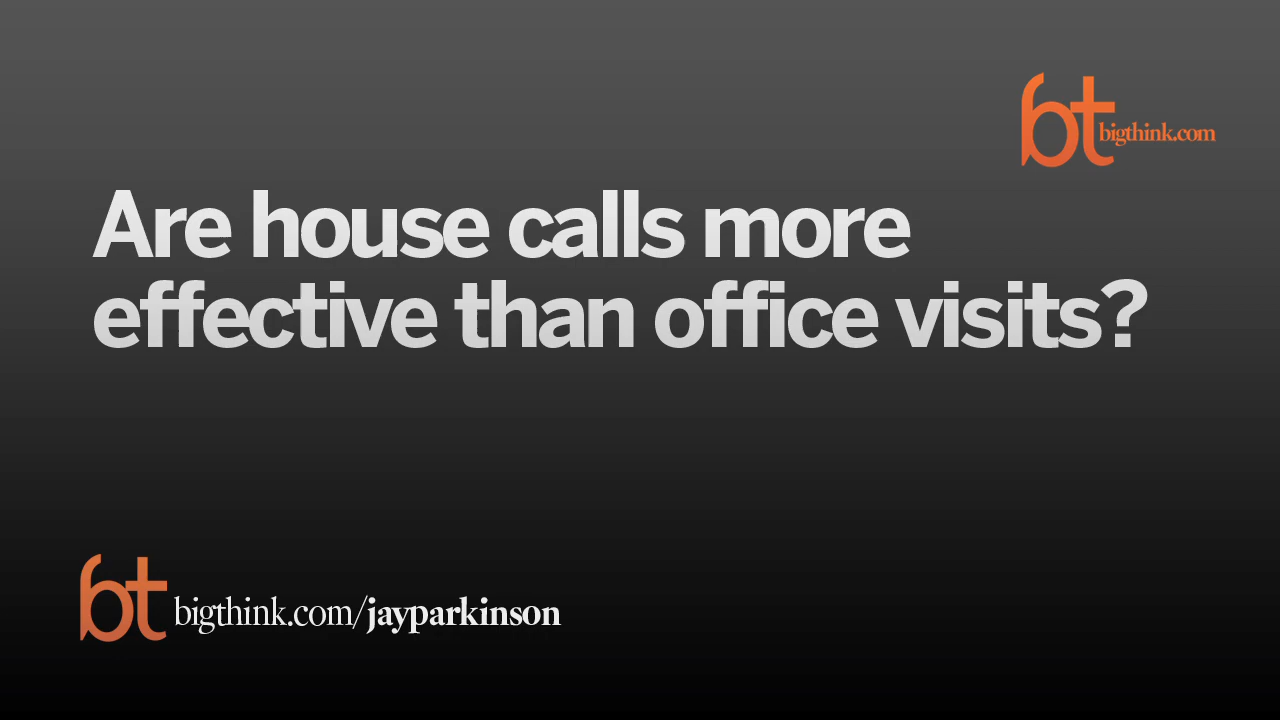 bt bigthink.com
Are house calls more
effective than office visits?
bt bigthink.com/jayparkinson